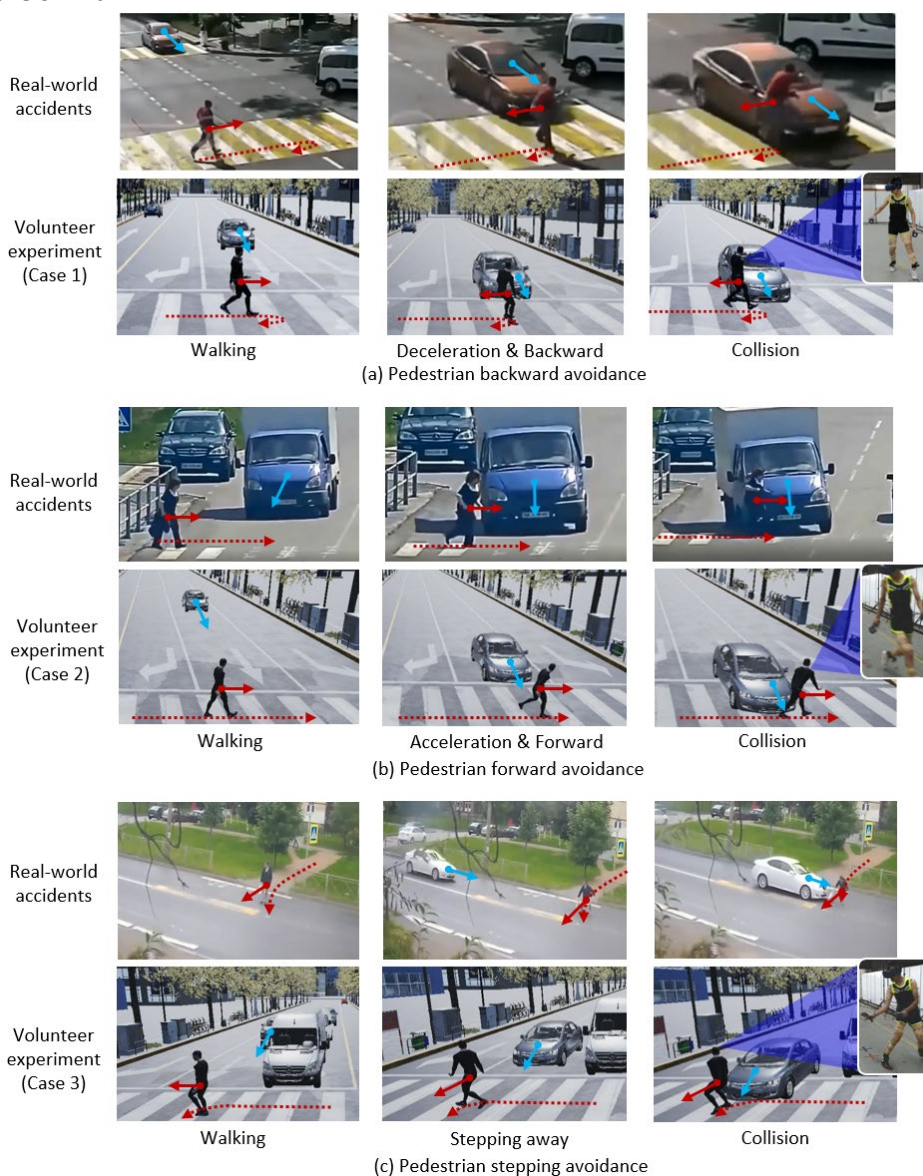 Real-world
accidents
Volunteer
experiment
(Case 1)
Walking
Deceleration & Backward
Collision
(a) Pedestrian backward avoidance
Real-world
accidents
Volunteer
experiment
(Case 2)
Walking
Acceleration & Forward
Collision
(b) Pedestrian forward avoidance
Real-world
accidents
Volunteer
experiment
(Case 3)
Walking
Stepping away
Collision
(c) Pedestrian stepping avoidance